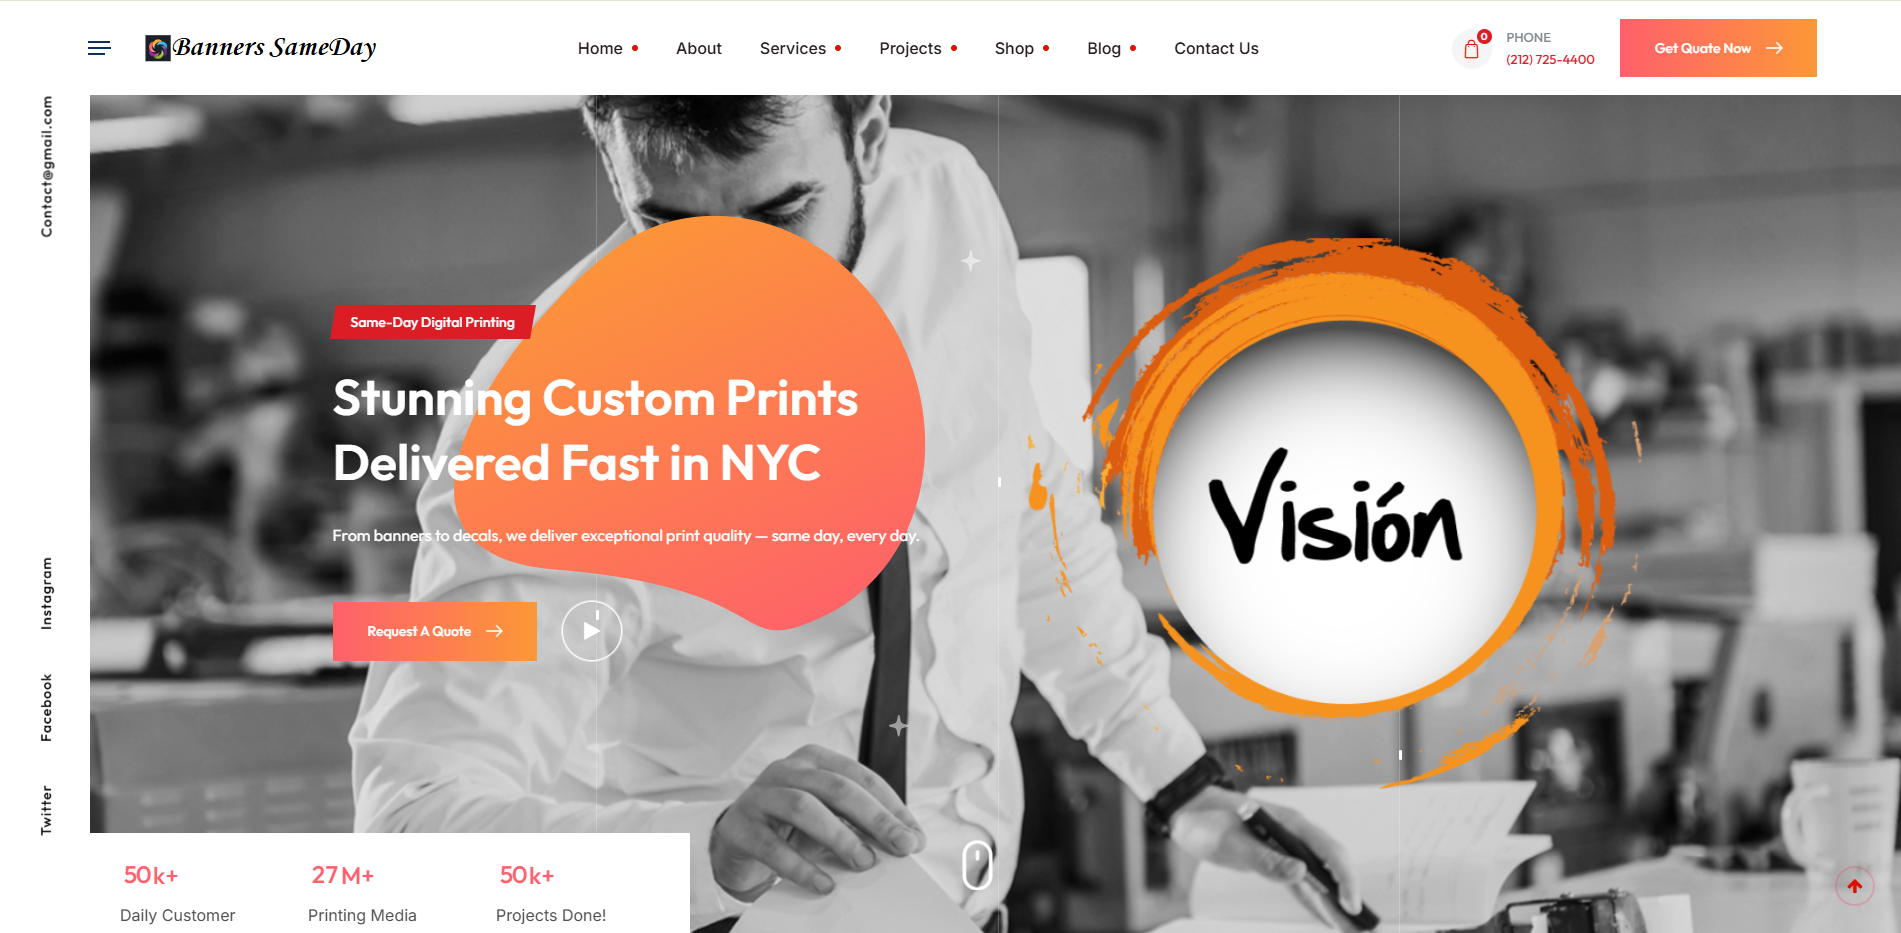 Banners SameDay
Home
About
Services
Projects
Shop
Blog
Contact Us
0
PHONE
(212) 725-4400
Get Quate Now
Contact@gmail.com
Instagram
Facebook
Twitter
Same-Day Digital Printing
Stunning Custom Prints
Delivered Fast in NYC
From banners to decals, we deliver exceptional print quality — same day, every day.
Request A Quote
Visión
50k+
Daily Customer
27M+
Printing Media
50k+
Projects Done!